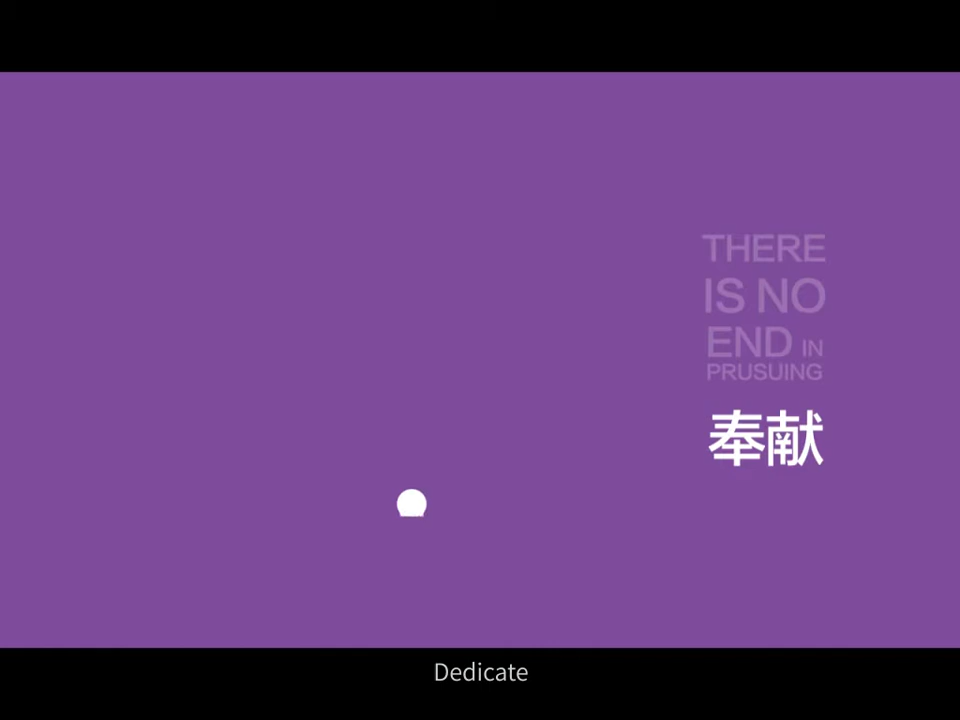 THERE
IS NO
END IN
PRUSUING
奉献
Dedicate